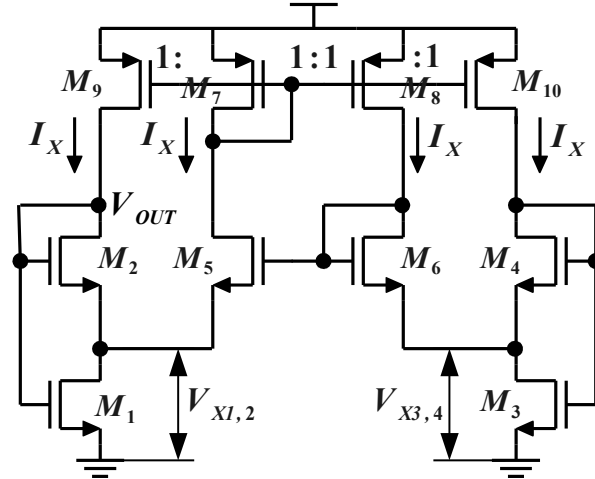 1: 1:1 :1
M9 M7 M8 M10
IX IX IX IX
VOUT
M2 M5 M6 M4
M1 VX1,2 VX3,4 M3